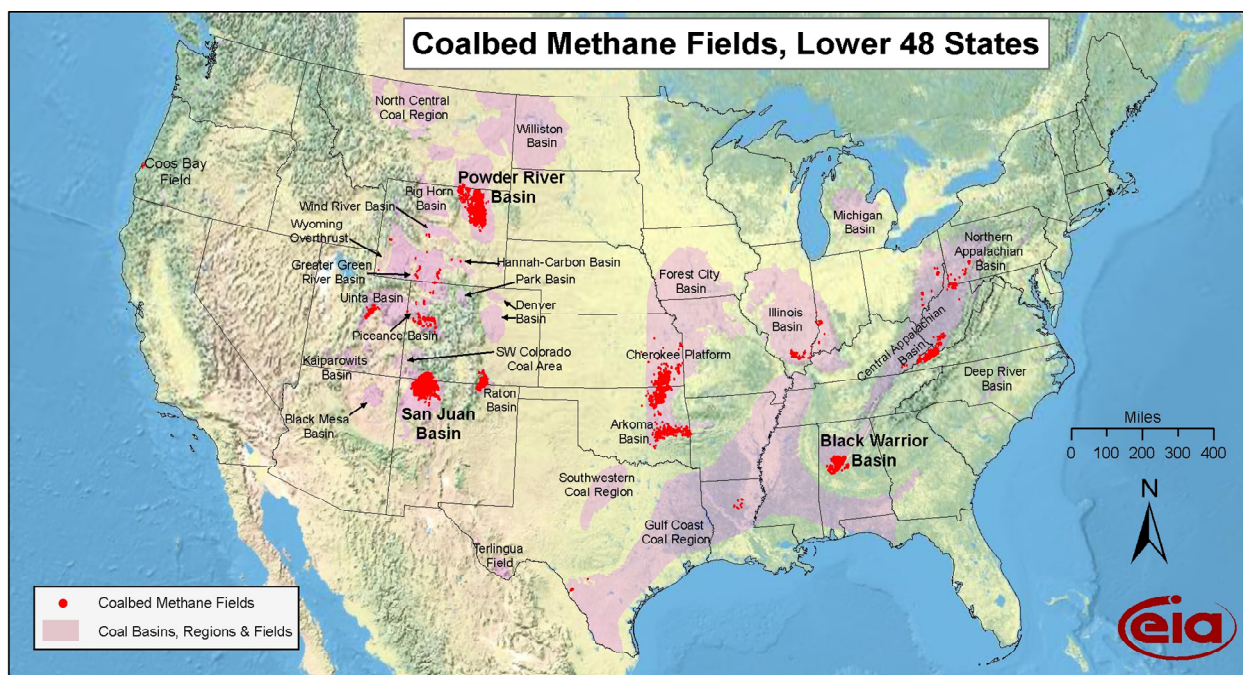 Coalbed Methane Fields, Lower 48 States
North Central
Coal Region
Williston
Basin
Coos Bay
Field
Powder River
Basin
Big Horn
Basin
Wind River Basin
Wyoming
Overthrust
Greater Green
River Basin
Hannah-Carbon Basin
Park Basin
Uinta Basin
Denver
Basin
Piceance Basin
Kaiparowits
Basin
SW Colorado
Coal Area
Black Mesa
Basin
San Juan
Basin
Raton
Basin
Forest City
Basin
Cherokee Platform
Arkoma
Basin
Illinois
Basin
Michigan
Basin
Northern
Appalachian
Basin
Central Appalachian
Basin
Deep River
Basin
Black Warrior
Basin
Southwestern
Coal Region
Gulf Coast
Coal Region
Terlingua
Field
Miles
0 100 200 300 400
N
Coalbed Methane Fields
Coal Basins, Regions & Fields
eia